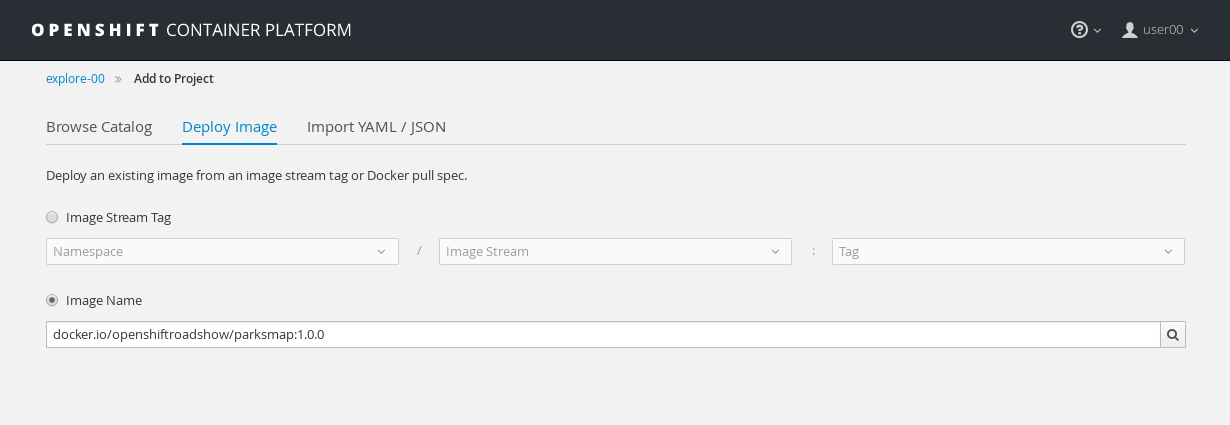 OPENSHIFT CONTAINER PLATFORM
user00
explore-00 » Add to Project
Browse Catalog
Deploy Image
Import YAML / JSON
Deploy an existing image from an image stream tag or Docker pull spec.
Image Stream Tag
Namespace / Image Stream : Tag
Image Name
docker.io/openshiftroadshow/parksmap:1.0.0